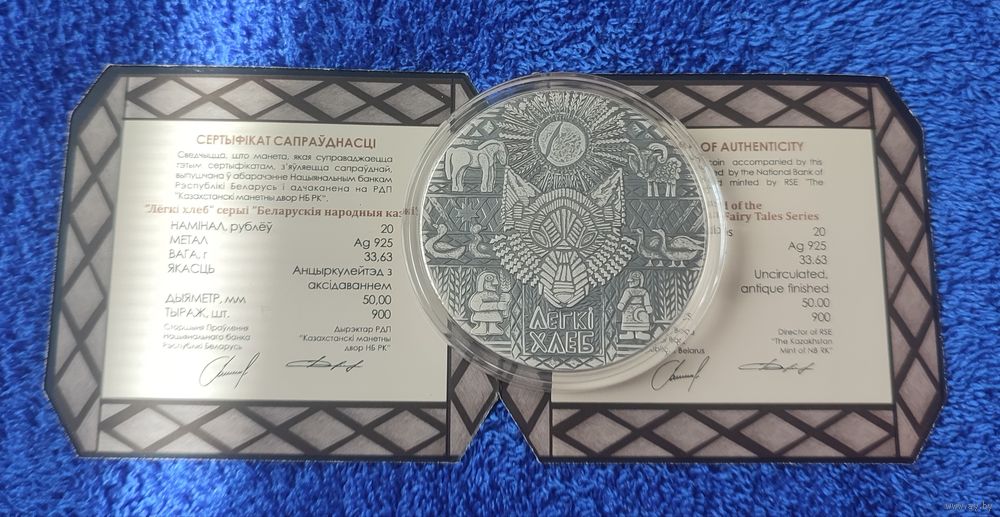 СЕРТЫФІКАТ САПРАЎДНАСЦІ
Сведчыцца, што манета, якая суправаджаецца
гэтым сертыфікатам, з'яўляецца сапраўднай,
выпушчана ў абарачэнне Нацыянальным банкам
Рэспублікі Беларусь і адчаканена на РДП
"Казахстанскі манетны двор НБ РК".
"Лёгкі хлеб" серыі "Беларускія народныя
НАМІНАЛ, рублёў 20
МЕТАЛ Ag 925
ВАГА, г 33,63
ЯКАСЦЬ Анцыркулейтэд з
аксідаваннем
ДЫЯМЕТР, мм 50,00
ТЫРАЖ, шт. 900
Старшыня Праўлення
Нацыянальнага банка
Рэспублікі Беларусь
Дырэктар РДП
"Казахстанскі манетны
двор НБ РК"
ЛЁГКІ
ХЛЕБ
OF AUTHENTICITY
accompanied by this
by the National Bank of
minted by RSE "The
of the
Fairy Tales Series
20
Ag 925
33.63
Uncirculated,
antique finished
50.00
900
Belarus
Director of RSE
"The Kazakhstan
Mint of NB RK"